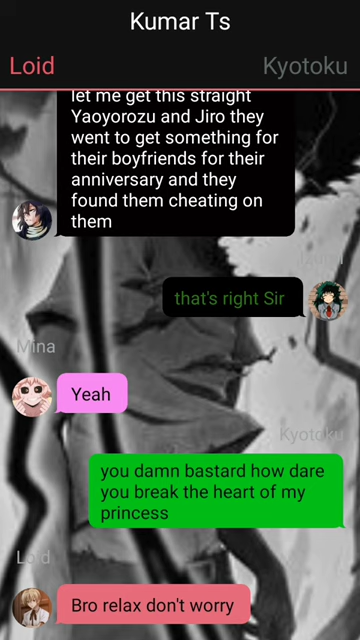 Kumar Ts
Loid
Kyotoku
let me get this straight
Yaoyorozu and Jiro they
went to get something for
their boyfriends for their
anniversary and they
found them cheating on
them
that's right Sir
Mina
Yeah
Kyotoku
you damn bastard how dare
you break the heart of my
princess
Loid
Bro relax don't worry